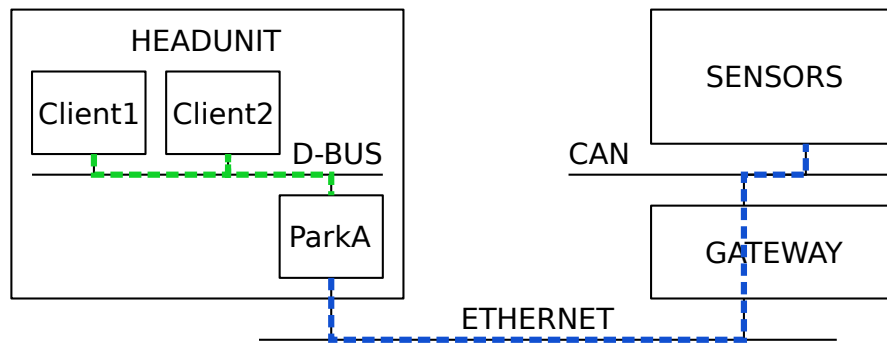 HEADUNIT
Client1
Client2
D-BUS
ParkA
SENSORS
CAN
GATEWAY
ETHERNET